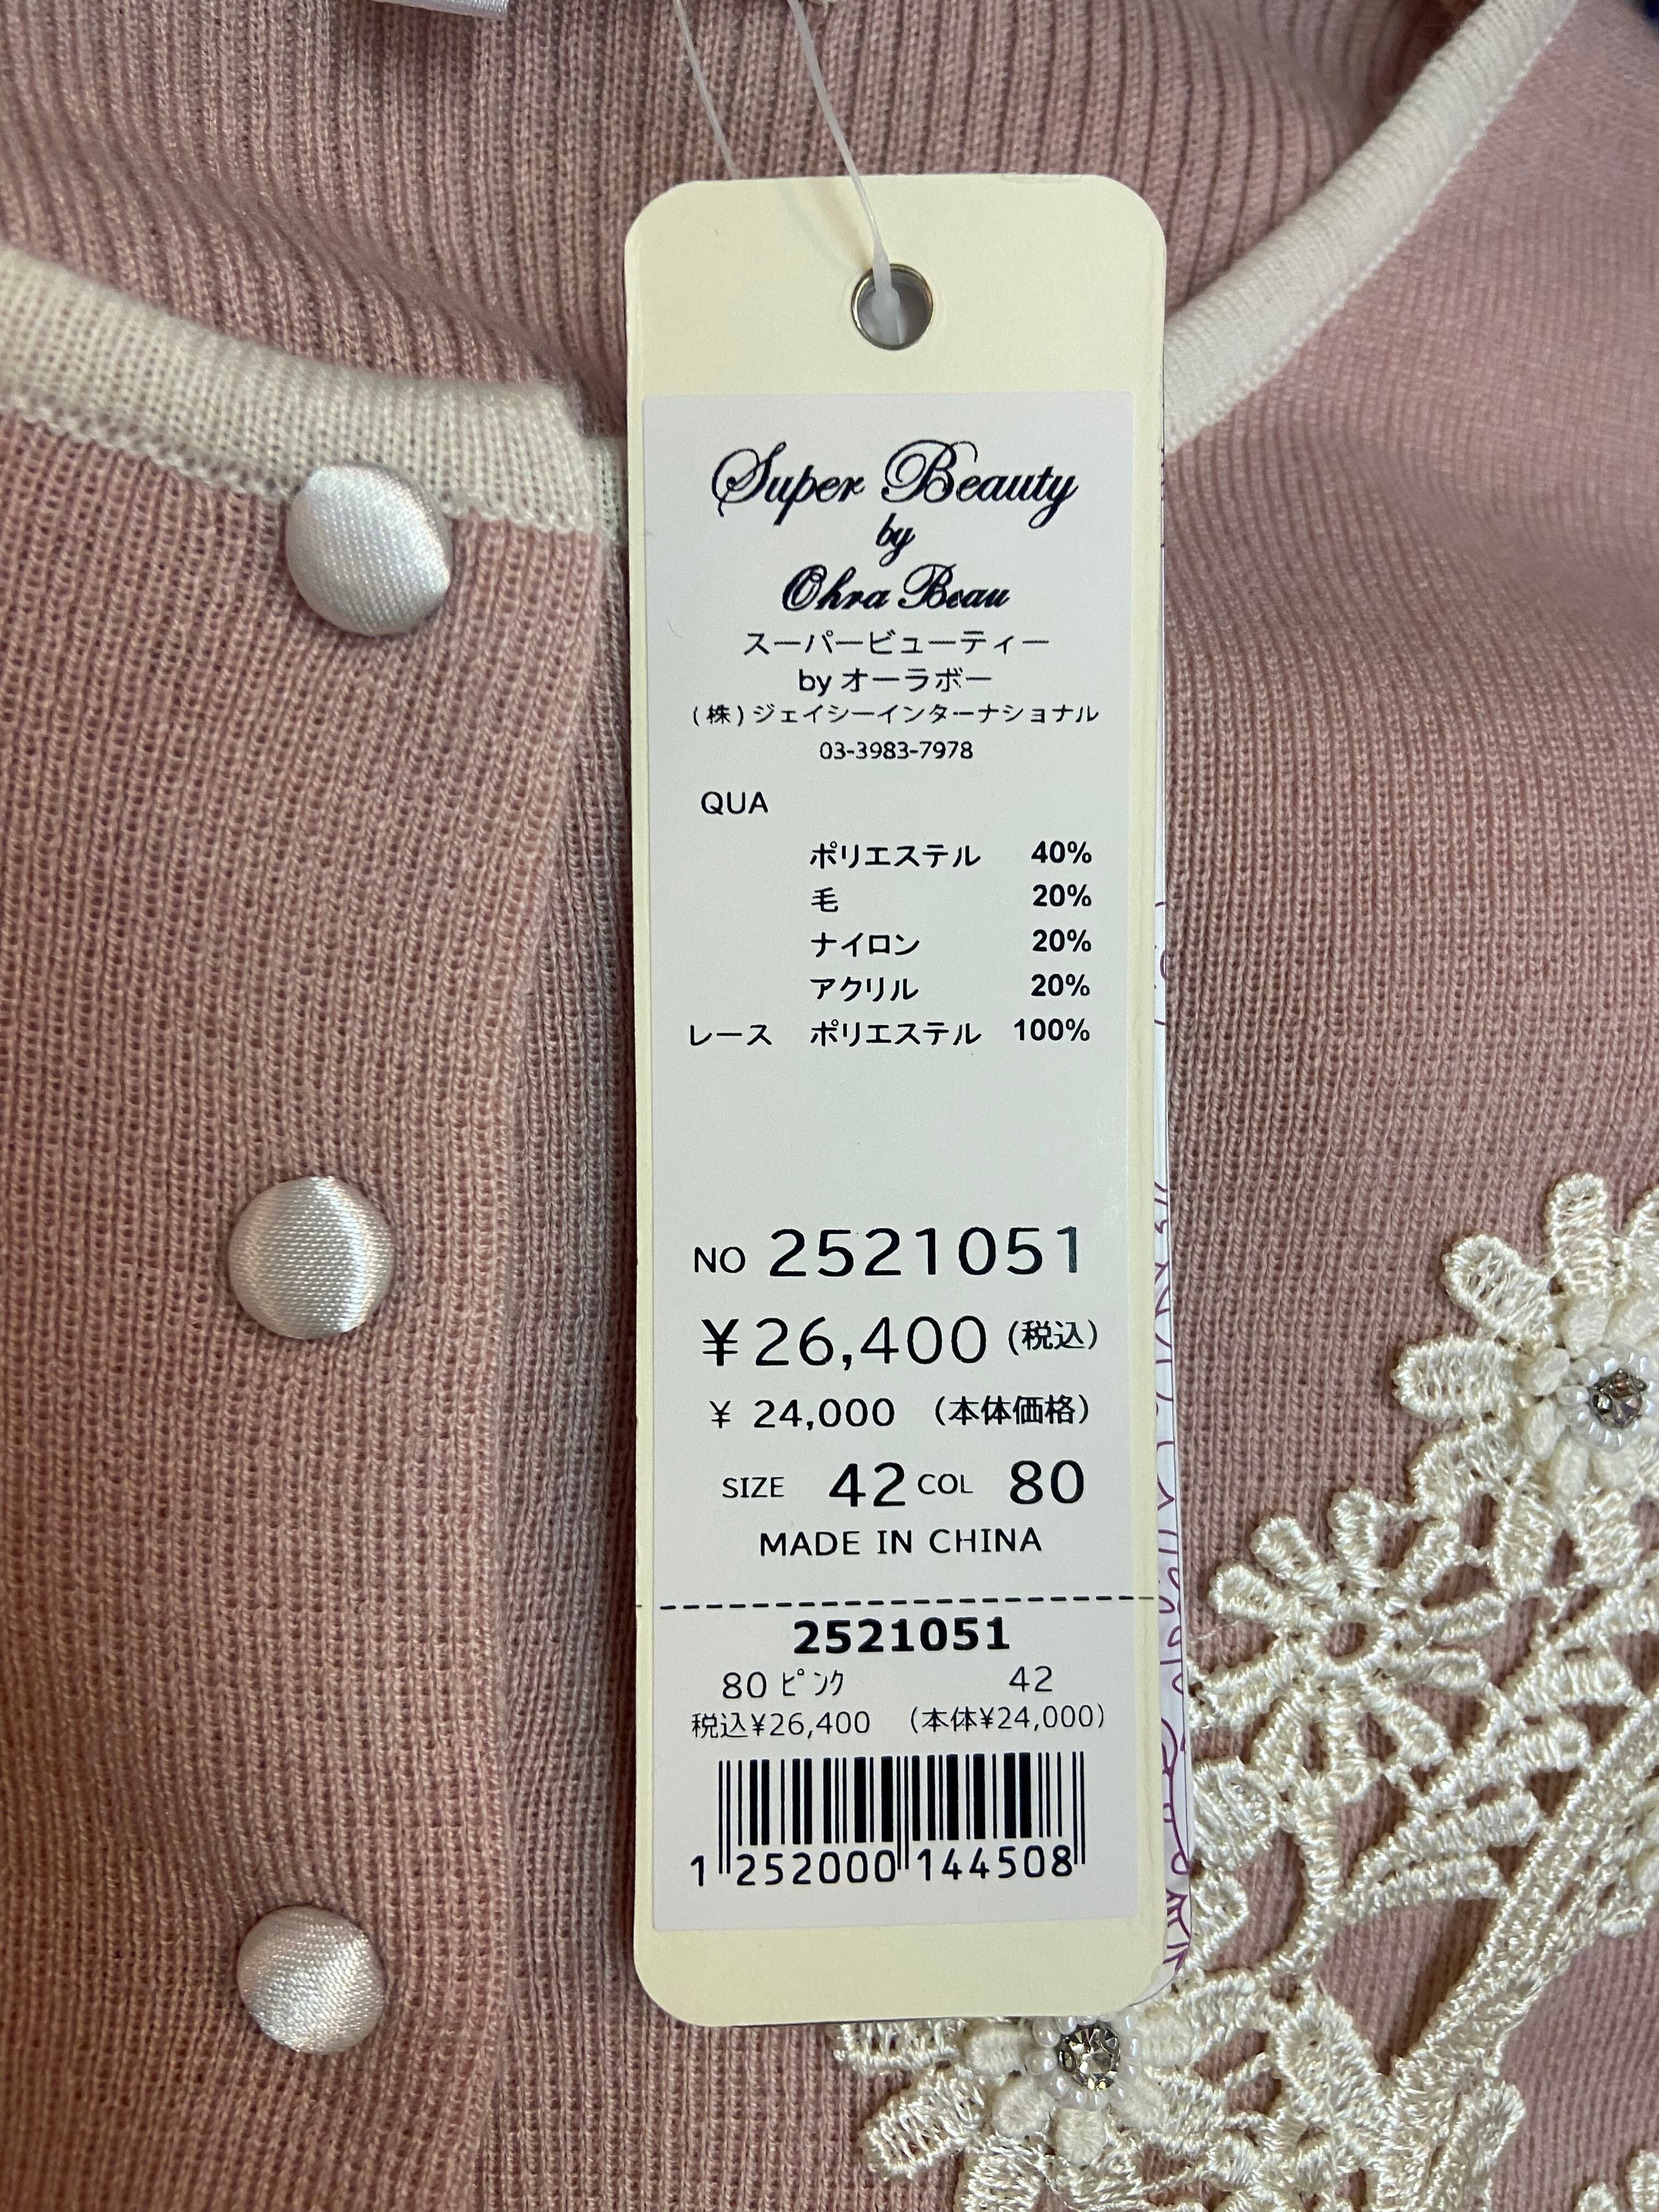 Super Beauty
by
Ohra Beau
スーパービューティー
by オーラボー
(株)ジェイシーインターナショナル
03-3983-7978
QUA
ポリエステル 40%
毛 20%
ナイロン 20%
アクリル 20%
レース ポリエステル 100%
NO 2521051
¥26,400(税込)
¥ 24,000 (本体価格)
SIZE 42 COL 80
MADE IN CHINA
2521051
80 ピンク 42
税込¥26,400 (本体¥24,000)
1 252000 144508